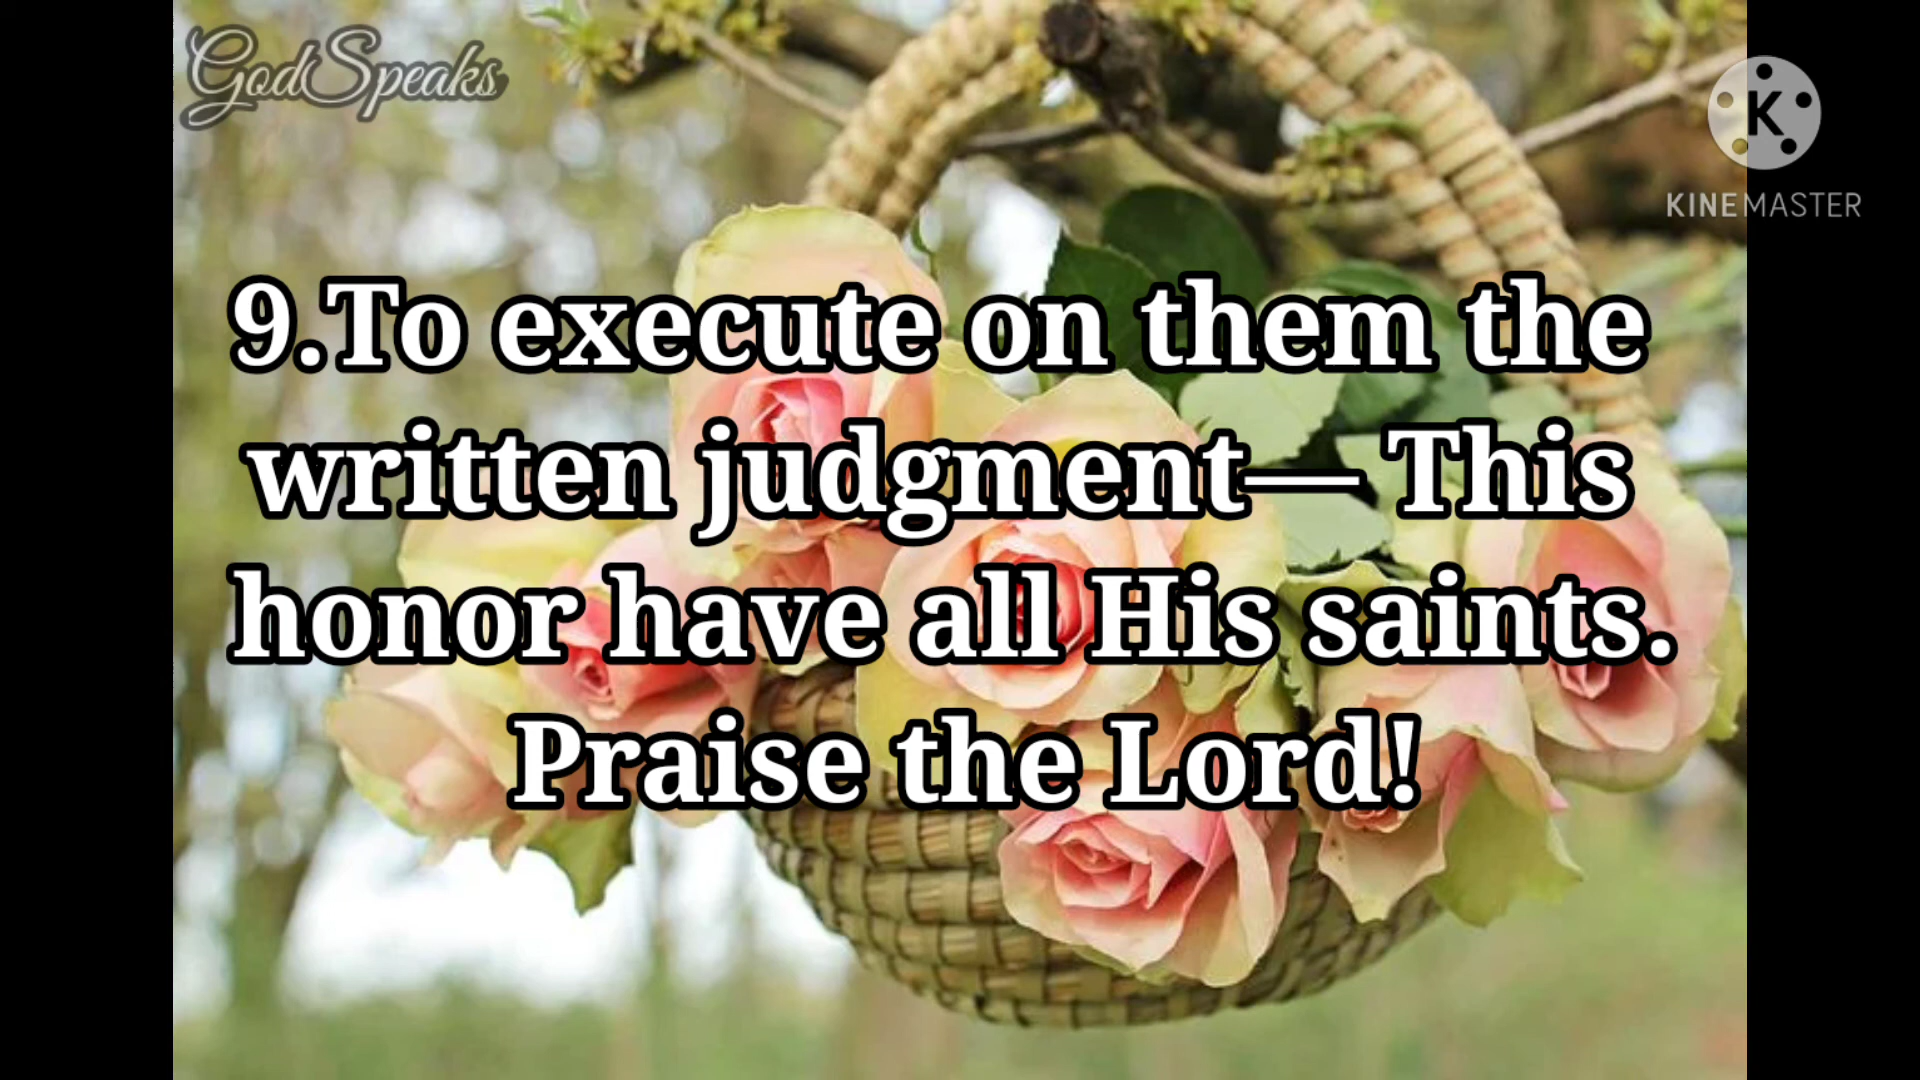 GodSpeaks
K
KINEMASTER
9.To execute on them the
written judgment— This
honor have all His saints.
Praise the Lord!